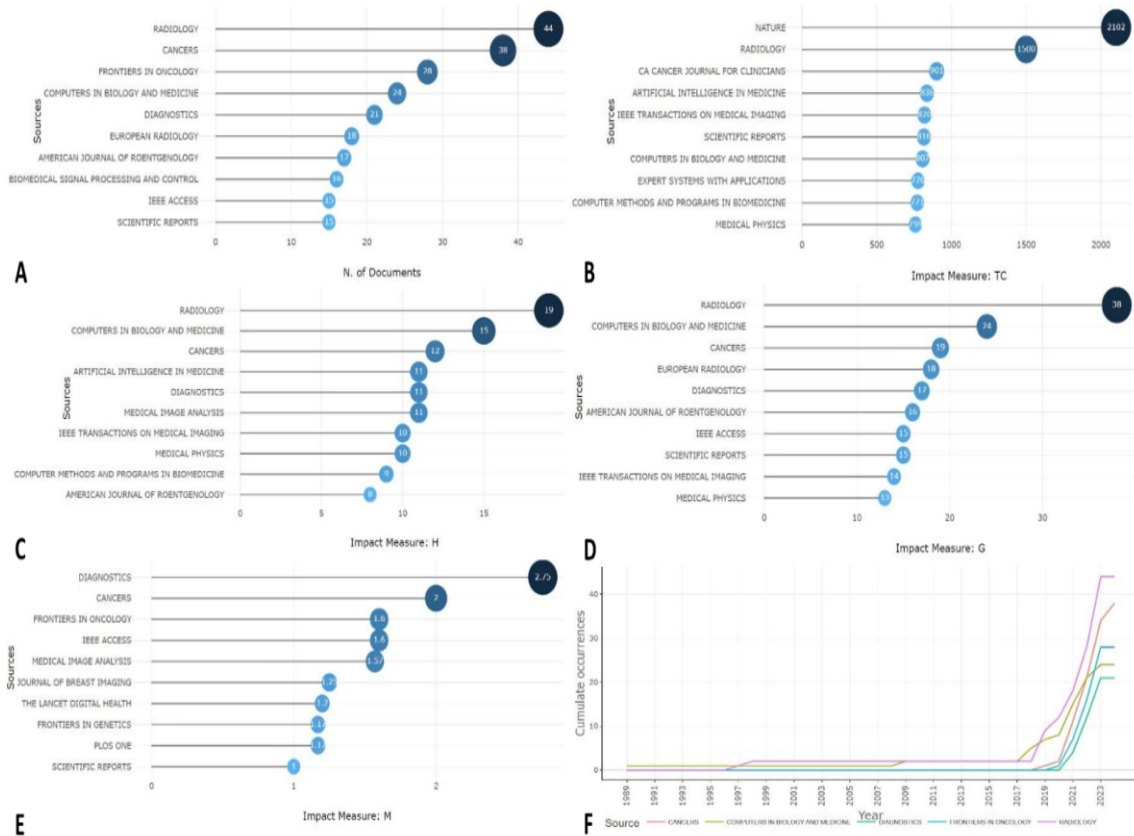 RADIOLOGY 44
CANCERS 38
FRONTIERS IN ONCOLOGY 28
COMPUTERS IN BIOLOGY AND MEDICINE 24
DIAGNOSTICS 21
EUROPEAN RADIOLOGY 18
AMERICAN JOURNAL OF ROENTGENOLOGY 17
BIOMEDICAL SIGNAL PROCESSING AND CONTROL 16
IEEE ACCESS 15
SCIENTIFIC REPORTS 15
Sources
0 10 20 30 40
N. of Documents
A
NATURE 2102
RADIOLOGY 1500
CA CANCER JOURNAL FOR CLINICIANS 901
ARTIFICIAL INTELLIGENCE IN MEDICINE
IEEE TRANSACTIONS ON MEDICAL IMAGING
SCIENTIFIC REPORTS 816
COMPUTERS IN BIOLOGY AND MEDICINE 807
EXPERT SYSTEMS WITH APPLICATIONS
COMPUTER METHODS AND PROGRAMS IN BIOMEDICINE
MEDICAL PHYSICS
Sources
0 500 1000 1500 2000
Impact Measure: TC
B
RADIOLOGY 19
COMPUTERS IN BIOLOGY AND MEDICINE 15
CANCERS 12
ARTIFICIAL INTELLIGENCE IN MEDICINE 11
DIAGNOSTICS 11
MEDICAL IMAGE ANALYSIS 11
IEEE TRANSACTIONS ON MEDICAL IMAGING 10
MEDICAL PHYSICS 10
COMPUTER METHODS AND PROGRAMS IN BIOMEDICINE 9
AMERICAN JOURNAL OF ROENTGENOLOGY 8
Sources
0 5 10 15
Impact Measure: H
C
RADIOLOGY 38
COMPUTERS IN BIOLOGY AND MEDICINE 24
CANCERS 19
EUROPEAN RADIOLOGY 18
DIAGNOSTICS 17
AMERICAN JOURNAL OF ROENTGENOLOGY 16
IEEE ACCESS 15
SCIENTIFIC REPORTS 15
IEEE TRANSACTIONS ON MEDICAL IMAGING 14
MEDICAL PHYSICS 13
Sources
0 10 20 30
Impact Measure: G
D
DIAGNOSTICS 2.75
CANCERS 2
FRONTIERS IN ONCOLOGY 1.6
IEEE ACCESS 1.6
MEDICAL IMAGE ANALYSIS 1.57
JOURNAL OF BREAST IMAGING 1.25
THE LANCET DIGITAL HEALTH 1.2
FRONTIERS IN GENETICS
PLOS ONE
SCIENTIFIC REPORTS 1
Sources
0 1 2
Impact Measure: M
E
Cumulate occurrences
40
20
10
0
1989 1991 1993 1995 1997 1999 2001 2003 2005 2007 2009 2011 2013 2015 2017 2019 2021 2023
Year
Source CANCERS COMPUTERS IN BIOLOGY AND MEDICINE DIAGNOSTICS FRONTIERS IN ONCOLOGY RADIOLOGY
F